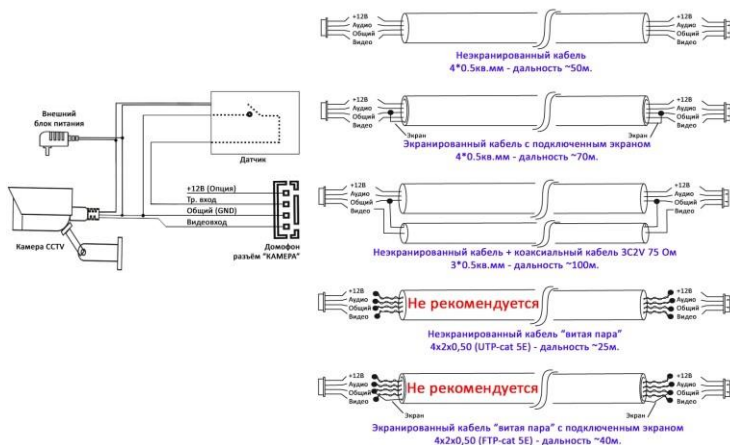 Внешний
блок питания
Камера CCTV
Датчик
+12В (Опция)
Тр. вход
Общий (GND)
Видеовход
Домофон
разъём "КАМЕРА"
+12В
Аудио
Общий
Видео
+12В
Аудио
Общий
Видео
Неэкранированный кабель
4*0.5кв.мм - дальность ~50м.
+12В
Аудио
Общий
Видео
Экран
+12В
Аудио
Общий
Видео
Экран
Экранированный кабель с подключенным экраном
4*0.5кв.мм - дальность ~70м.
+12В
Аудио
Общий
Видео
+12В
Аудио
Общий
Видео
Неэкранированный кабель + коаксиальный кабель 3C2V 75 Ом
3*0.5кв.мм - дальность ~100м.
+12В
Аудио
Общий
Видео
Не рекомендуется
+12В
Аудио
Общий
Видео
Неэкранированный кабель "витая пара"
4х2х0,50 (UTP-cat 5E) - дальность ~25м.
+12В
Аудио
Общий
Видео
Экран
Не рекомендуется
+12В
Аудио
Общий
Видео
Экран
Экранированный кабель "витая пара" с подключенным экраном
4х2х0,50 (FTP-cat 5E) - дальность ~40м.